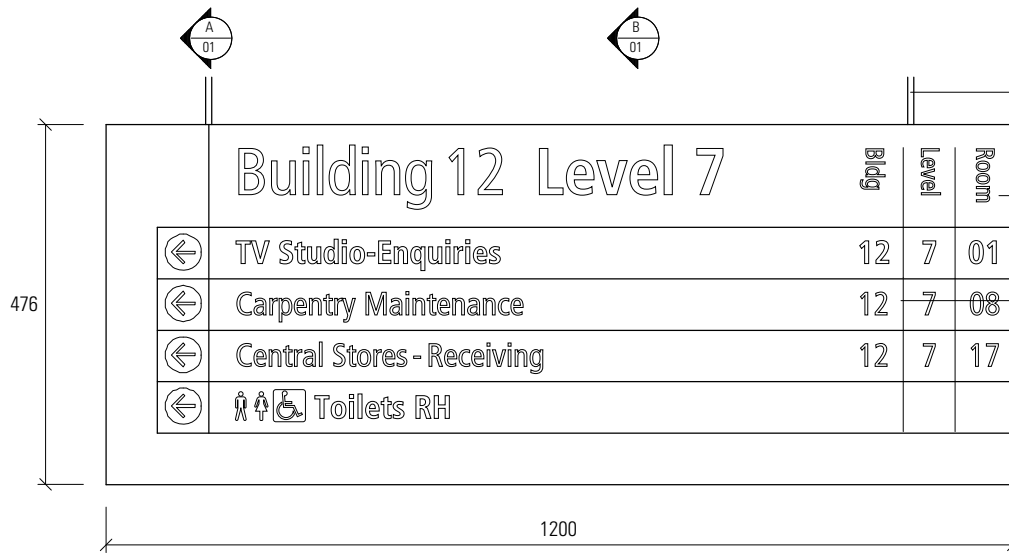 A
01
B
01
Building 12 Level 7 Bldg Level Room
TV Studio-Enquiries 12 7 01
Carpentry Maintenance 12 7 08
Central Stores - Receiving 12 7 17
Toilets RH
476
1200